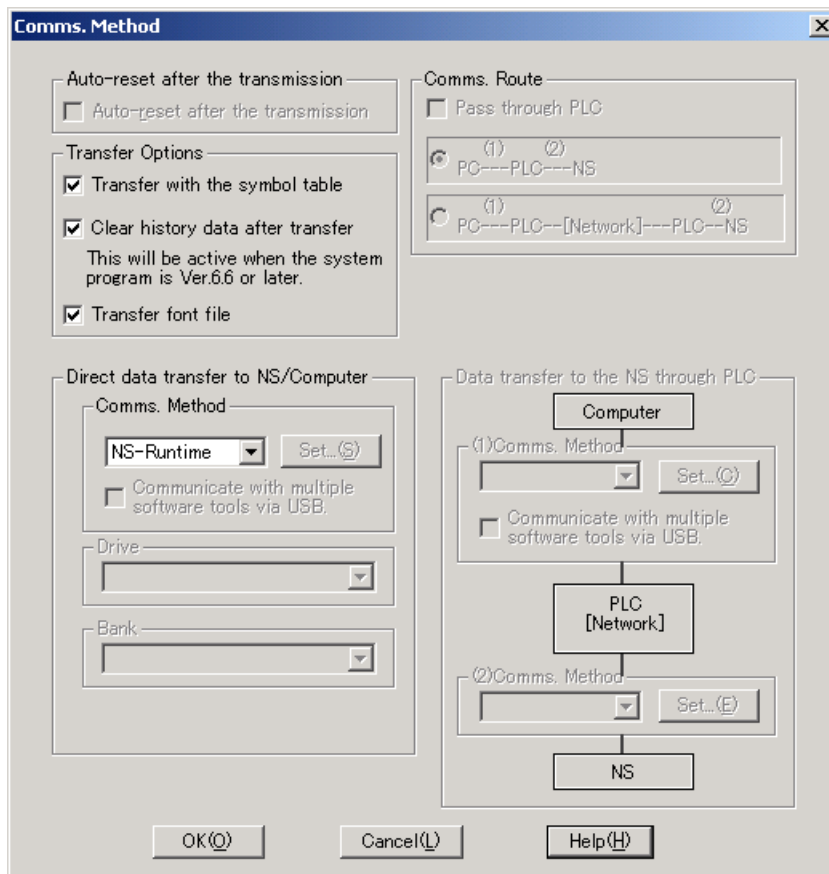 Comms. Method
Auto-reset after the transmission
Auto-reset after the transmission
Transfer Options
Transfer with the symbol table
Clear history data after transfer
This will be active when the system
program is Ver.6.6 or later.
Transfer font file
Comms. Route
Pass through PLC
(1) (2)
PC---PLC---NS
(1) (2)
PC---PLC--[Network]---PLC--NS
Direct data transfer to NS/Computer
Comms. Method
NS-Runtime Set...(S)
Communicate with multiple
software tools via USB.
Drive
Bank
Data transfer to the NS through PLC
Computer
(1)Comms. Method
Set...(C)
Communicate with multiple
software tools via USB.
PLC
[Network]
(2)Comms. Method
Set...(E)
NS
OK(O) Cancel(L) Help(H)